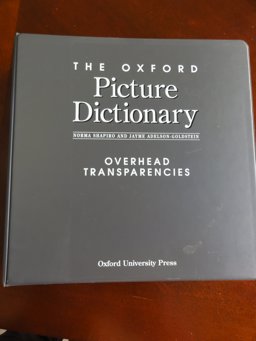 THE OXFORD
Picture
Dictionary
NORMA SHAPIRO AND JAYME ADELSON-GOLDSTEIN
OVERHEAD
TRANSPARENCIES
Oxford University Press